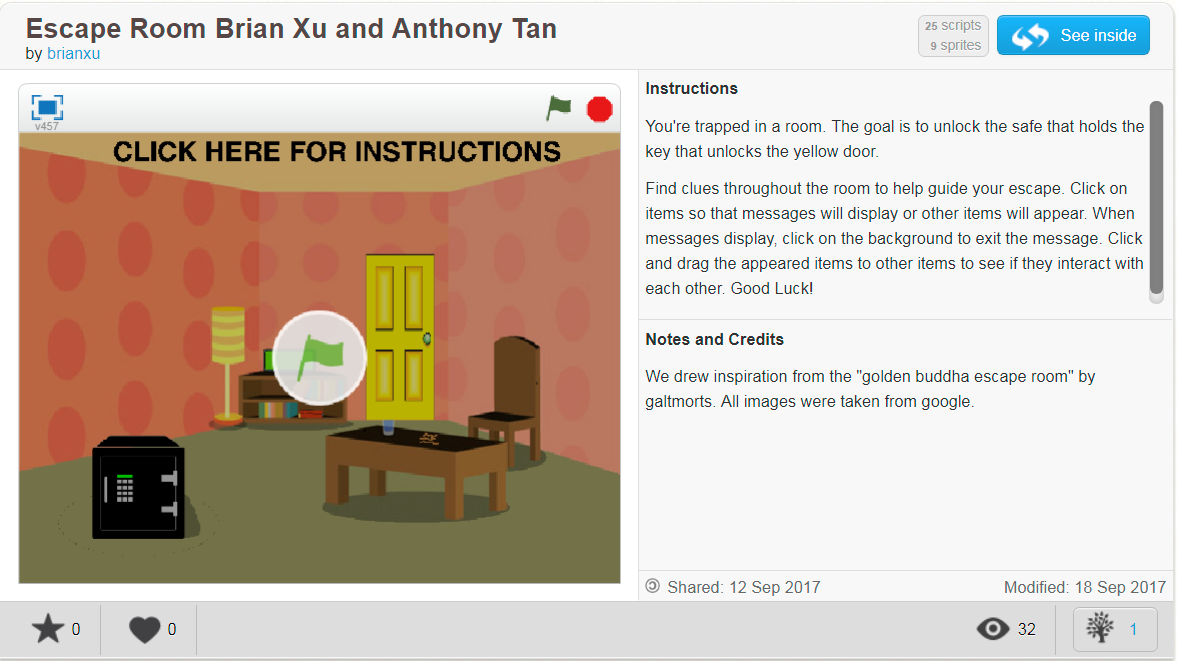 Escape Room Brian Xu and Anthony Tan
by brianxu
25 scripts
9 sprites
See inside
v457
CLICK HERE FOR INSTRUCTIONS
Instructions
You're trapped in a room. The goal is to unlock the safe that holds the
key that unlocks the yellow door.
Find clues throughout the room to help guide your escape. Click on
items so that messages will display or other items will appear. When
messages display, click on the background to exit the message. Click
and drag the appeared items to other items to see if they interact with
each other. Good Luck!
Notes and Credits
We drew inspiration from the "golden buddha escape room" by
galtmorts. All images were taken from google.
Shared: 12 Sep 2017
Modified: 18 Sep 2017
0
0
32
1